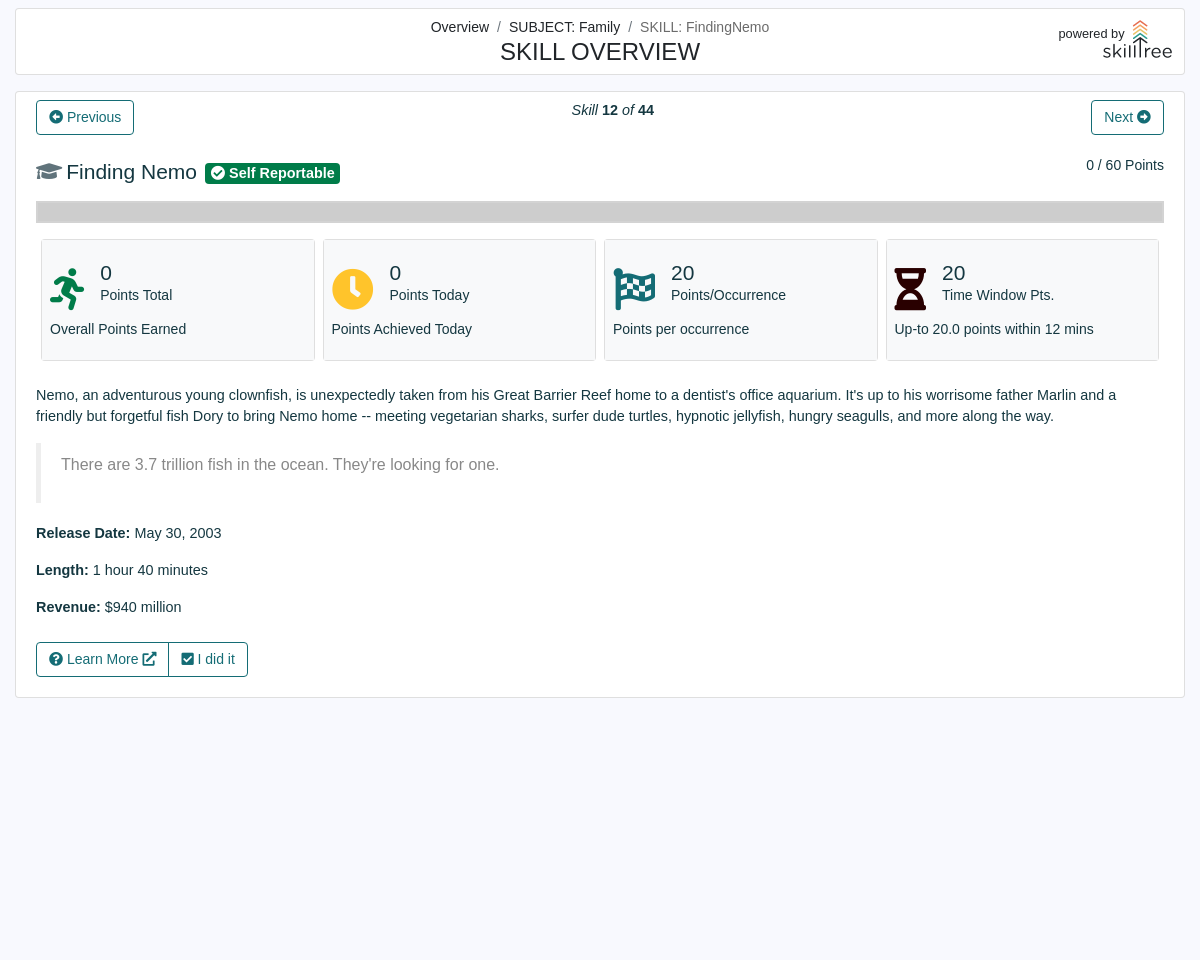 Overview / SUBJECT: Family / SKILL: FindingNemo
SKILL OVERVIEW
powered by
skilltree
Previous
Skill 12 of 44
Next
Finding Nemo Self Reportable
0 / 60 Points
0
Points Total
Overall Points Earned
0
Points Today
Points Achieved Today
20
Points/Occurrence
Points per occurrence
20
Time Window Pts.
Up-to 20.0 points within 12 mins
Nemo, an adventurous young clownfish, is unexpectedly taken from his Great Barrier Reef home to a dentist's office aquarium. It's up to his worrisome father Marlin and a
friendly but forgetful fish Dory to bring Nemo home -- meeting vegetarian sharks, surfer dude turtles, hypnotic jellyfish, hungry seagulls, and more along the way.
There are 3.7 trillion fish in the ocean. They're looking for one.
Release Date: May 30, 2003
Length: 1 hour 40 minutes
Revenue: $940 million
Learn More
I did it